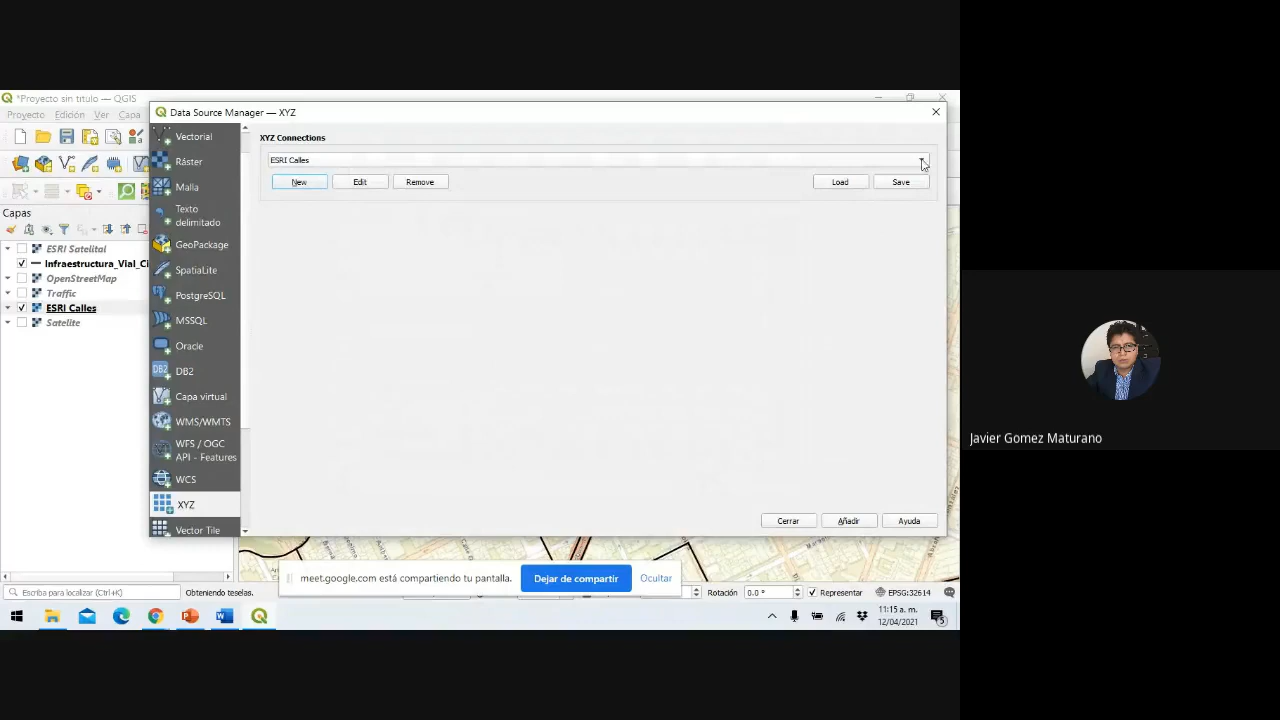 *Proyecto sin título — QGIS
Proyecto Edición Ver Capa
Data Source Manager — XYZ
Vectorial
Ráster
Malla
Texto
delimitado
GeoPackage
SpatiaLite
PostgreSQL
MSSQL
Oracle
DB2
DB2
Capa virtual
WMS/WMTS
WFS / OGC
API - Features
WCS
XYZ
Vector Tile
XYZ Connections
ESRI Calles
New Edit Remove Load Save
Cerrar Añadir Ayuda
Capas
ESRI Satelital
Infraestructura_Vial_Ci
OpenStreetMap
Traffic
ESRI Calles
Satelite
meet.google.com está compartiendo tu pantalla. Dejar de compartir Ocultar
Escriba para localizar (Ctrl+K) Obteniendo teselas. Rotación 0.0 ° Representar EPSG:32614
11:15 a. m.
12/04/2021
5
Javier Gomez Maturano